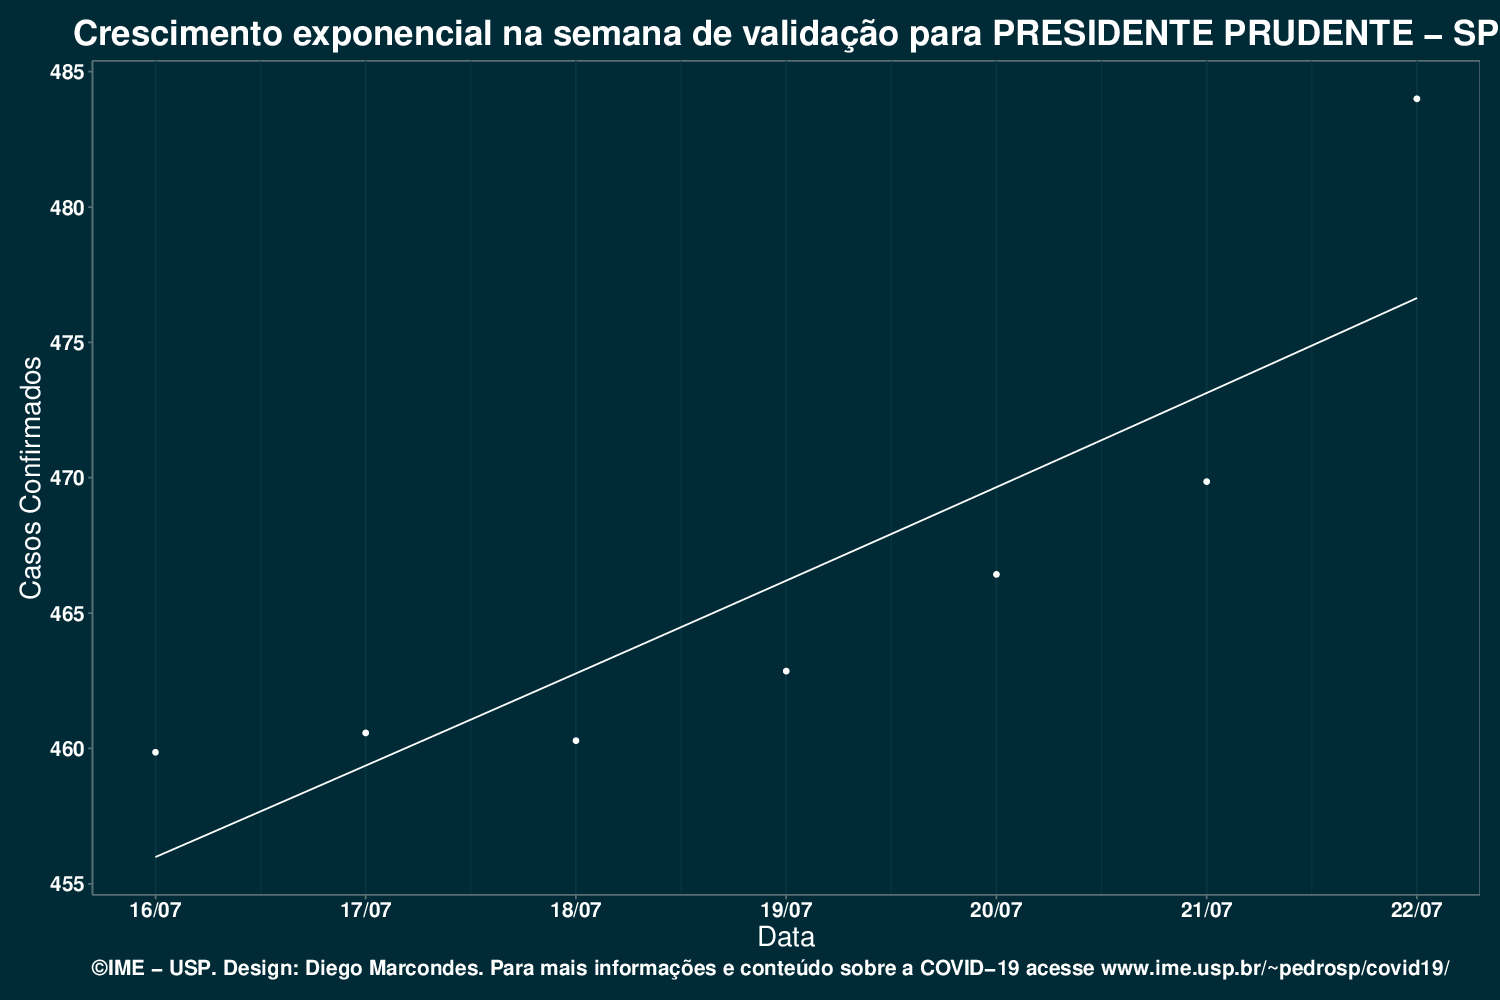 Crescimento exponencial na semana de validação para PRESIDENTE PRUDENTE – SP
485
480
475
470
465
460
455
Casos Confirmados
16/07 17/07 18/07 19/07 20/07 21/07 22/07
Data
©IME – USP. Design: Diego Marcondes. Para mais informações e conteúdo sobre a COVID–19 acesse www.ime.usp.br/~pedrosp/covid19/